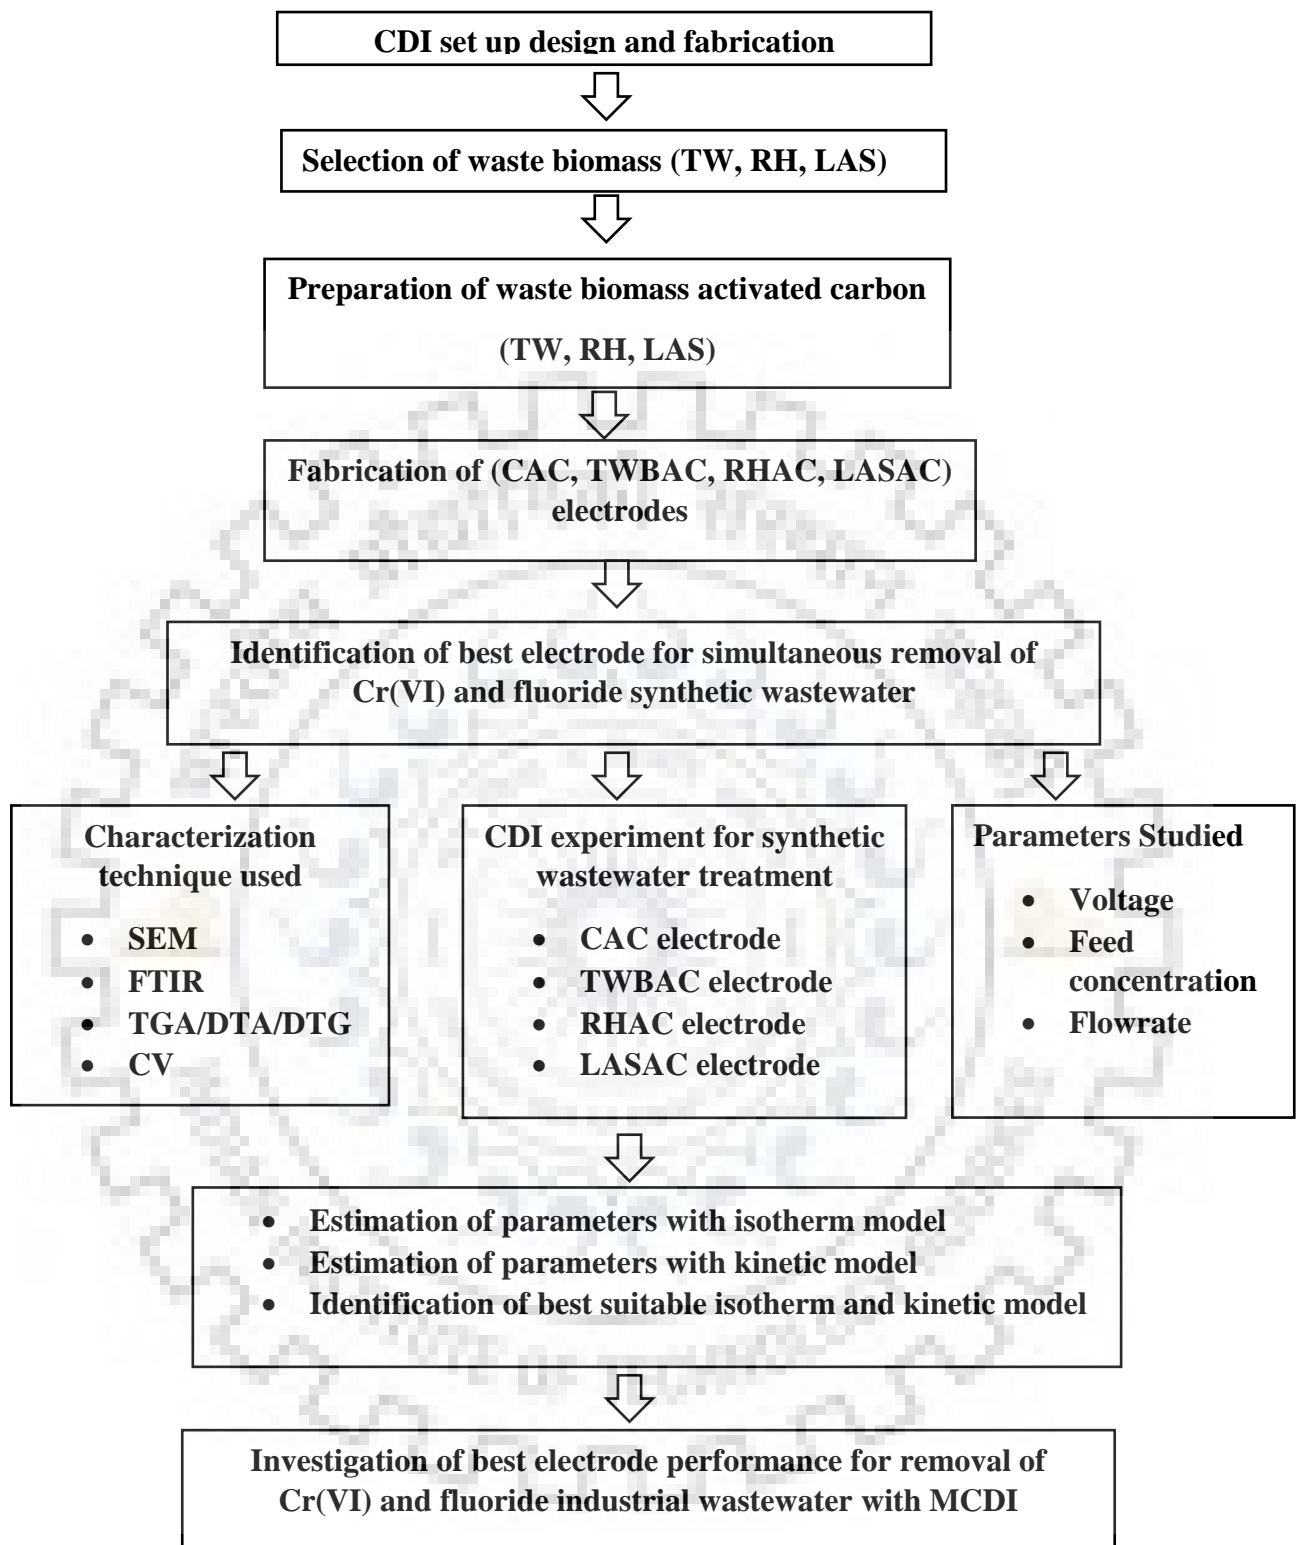 CDI set up design and fabrication
Selection of waste biomass (TW, RH, LAS)
Preparation of waste biomass activated carbon
(TW, RH, LAS)
Fabrication of (CAC, TWBAC, RHAC, LASAC)
electrodes
Identification of best electrode for simultaneous removal of
Cr(VI) and fluoride synthetic wastewater
Characterization
technique used
• SEM
• FTIR
• TGA/DTA/DTG
• CV
CDI experiment for synthetic
wastewater treatment
• CAC electrode
• TWBAC electrode
• RHAC electrode
• LASAC electrode
Parameters Studied
• Voltage
• Feed
concentration
• Flowrate
• Estimation of parameters with isotherm model
• Estimation of parameters with kinetic model
• Identification of best suitable isotherm and kinetic model
Investigation of best electrode performance for removal of
Cr(VI) and fluoride industrial wastewater with MCDI